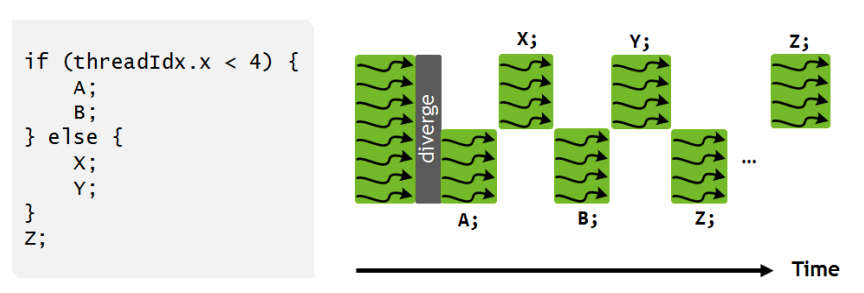 if (threadIdx.x < 4) {
    A;
    B;
} else {
    X;
    Y;
}
Z;
diverge
X;
Y;
Z;
A;
B;
Z;
...
Time